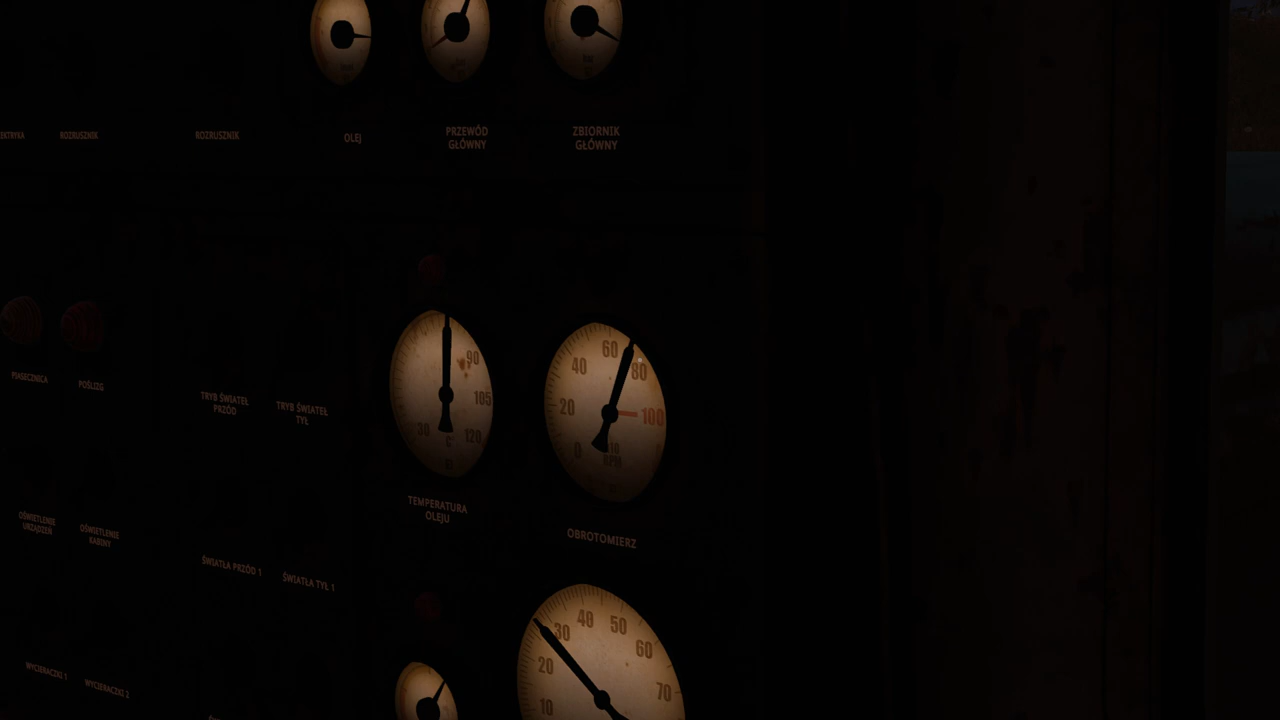 ROZRUSZNIK
ROZRUSZNIK
OLEJ
PRZEWÓD
GŁÓWNY
ZBIORNIK
GŁÓWNY
PIASECZNICA
POŚLIZG
TRYB ŚWIATEŁ
PRZÓD
TRYB ŚWIATEŁ
TYŁ
30
90
105
120
°C
TEMPERATURA
OLEJU
0
20
40
60
80
100
RPM
OBROTOMIERZ
OŚWIETLENIE
URZĄDZEŃ
OŚWIETLENIE
KABINY
ŚWIATŁA PRZÓD 1
ŚWIATŁA TYŁ 1
WYCIERACZKI 1
WYCIERACZKI 2
10
20
30
40
50
60
70